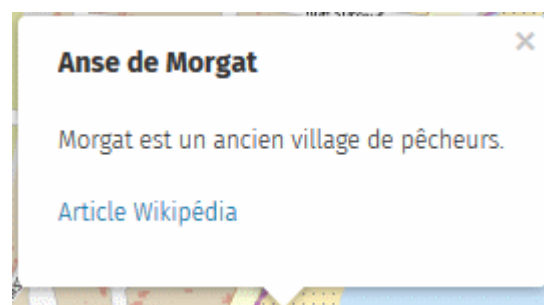 Anse de Morgat
×
Morgat est un ancien village de pêcheurs.
Article Wikipédia